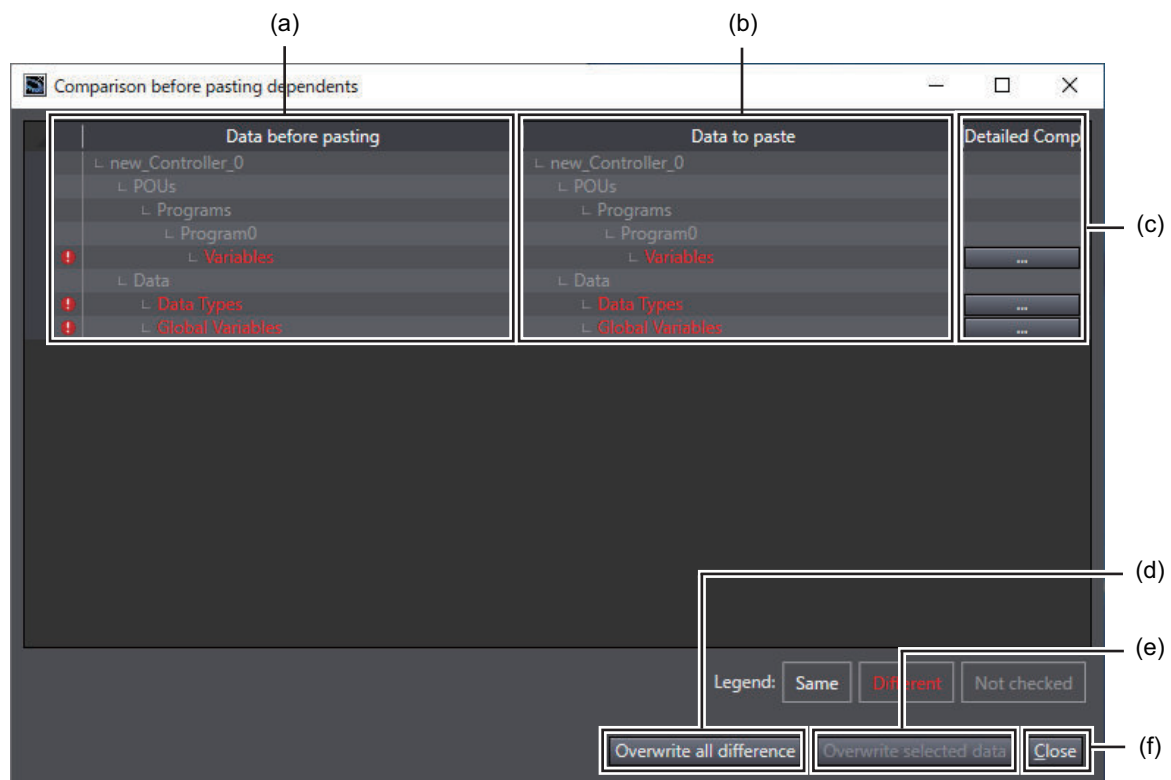 (a) (b)
Comparison before pasting dependents
Data before pasting Data to paste Detailed Comp
new_Controller_0 new_Controller_0
POUs POUs
Programs Programs
(c)
Program0 Program0
Variables Variables ...
Data Data
Data Types Data Types ...
Global Variables Global Variables ...
(d)
(e)
Legend: Same Different Not checked
Overwrite all difference Overwrite selected data Close (f)